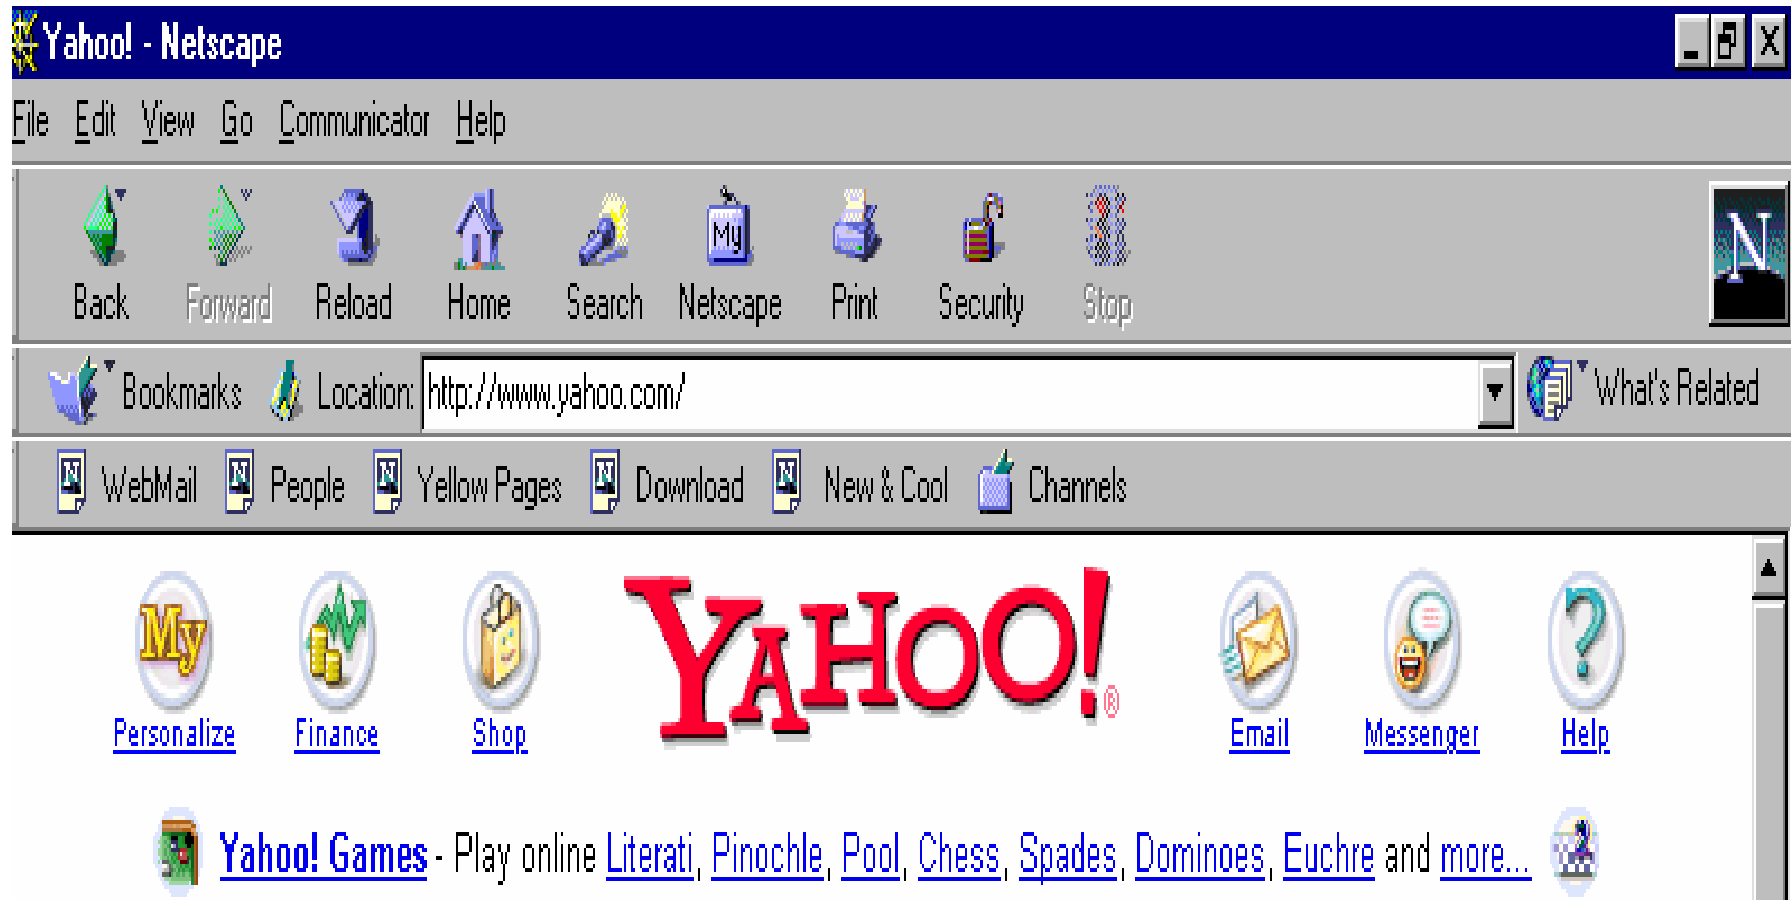 Yahoo! - Netscape
File Edit View Go Communicator Help
My N
Back Forward Reload Home Search Netscape Print Security Stop
Bookmarks Location: http://www.yahoo.com/ What's Related
N WebMail N People N Yellow Pages N Download N New & Cool Channels
My YAHOO!® ?
Personalize Finance Shop Email Messenger Help
Yahoo! Games - Play online Literati, Pinochle, Pool, Chess, Spades, Dominoes, Euchre and more...